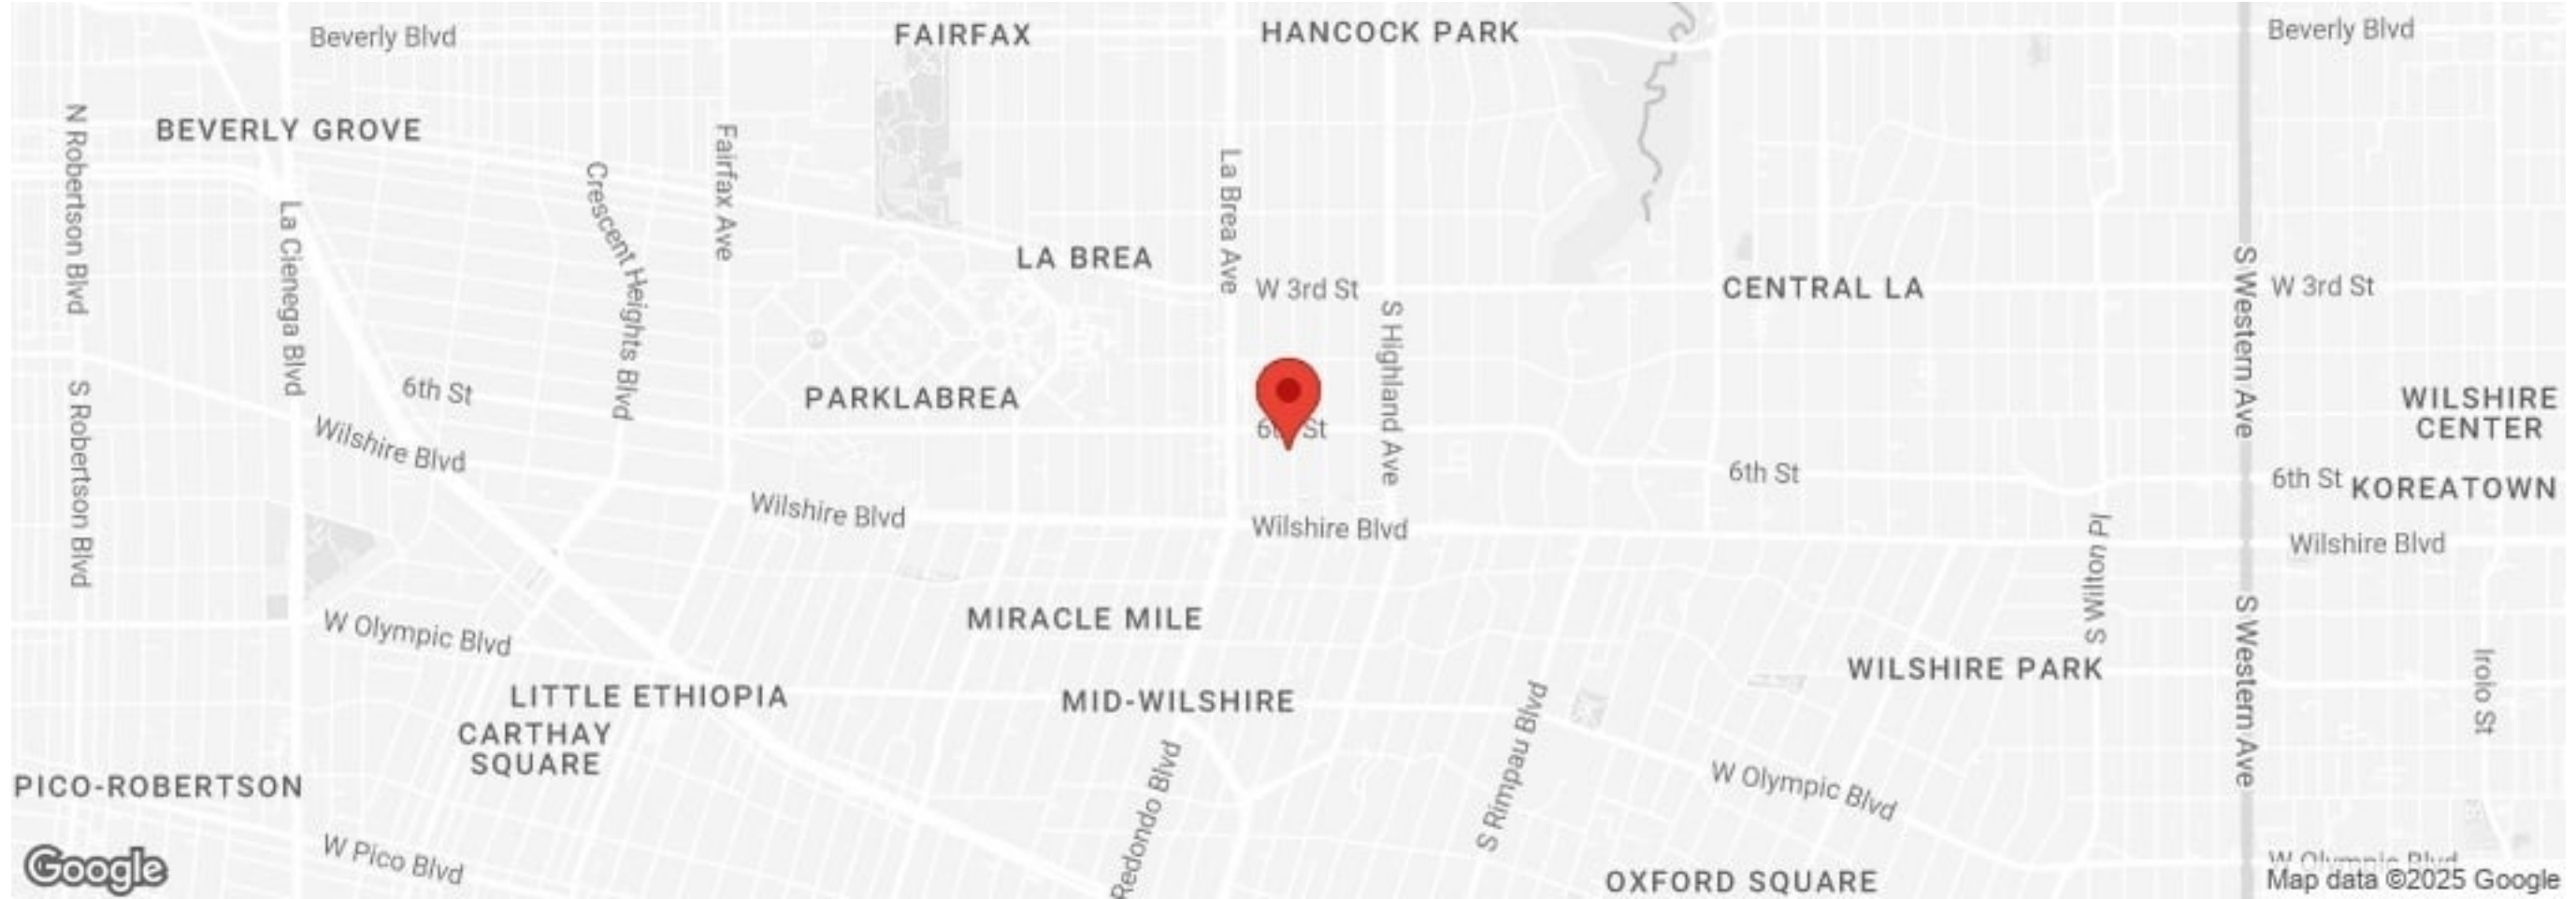 Beverly Blvd
FAIRFAX
HANCOCK PARK
Beverly Blvd
N Robertson Blvd
BEVERLY GROVE
Fairfax Ave
La Brea Ave
Crescent Heights Blvd
La Cienega Blvd
LA BREA
W 3rd St
CENTRAL LA
S Western Ave
W 3rd St
S Highland Ave
6th St
PARKLABREA
WILSHIRE
CENTER
S Robertson Blvd
Wilshire Blvd
St
6th St
6th St
KOREATOWN
Wilshire Blvd
Wilshire Blvd
S Wilton Pl
Wilshire Blvd
W Olympic Blvd
MIRACLE MILE
S Western Ave
WILSHIRE PARK
Irolo St
LITTLE ETHIOPIA
MID-WILSHIRE
S Rimpau Blvd
CARTHAY
SQUARE
Redondo Blvd
PICO-ROBERTSON
W Olympic Blvd
W Pico Blvd
Google
OXFORD SQUARE
W Olympic Blvd
Map data ©2025 Google